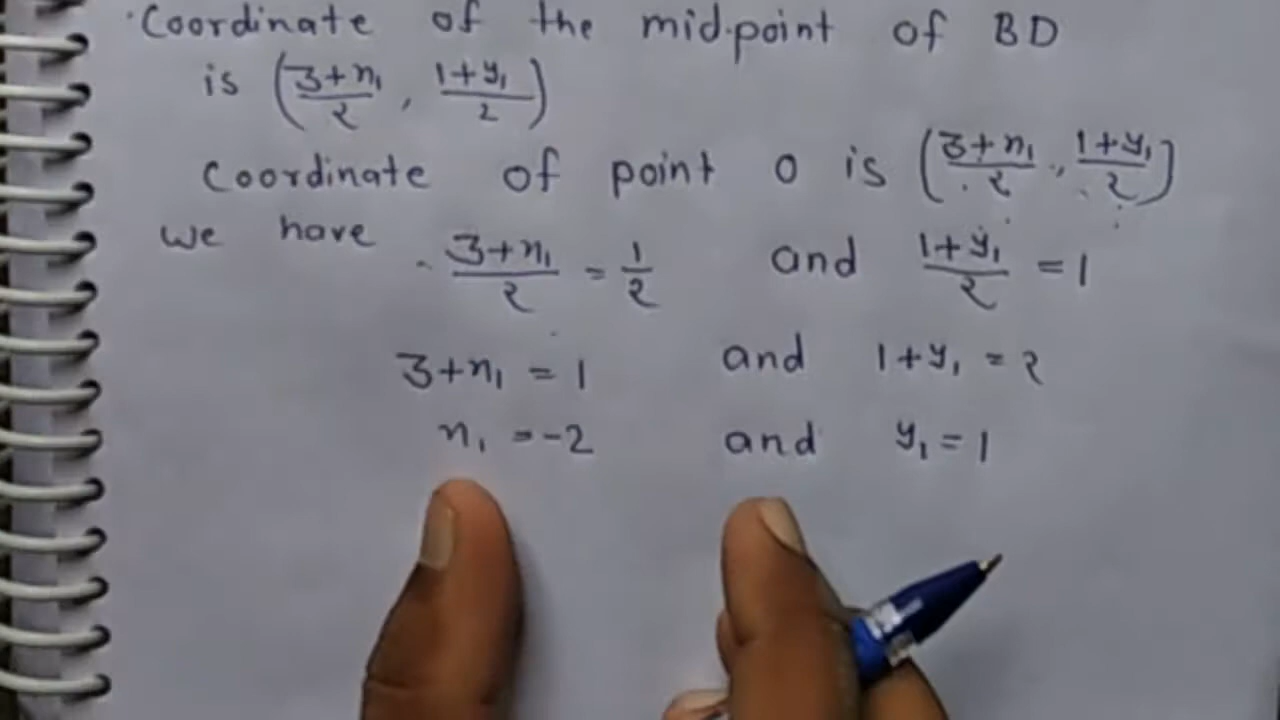 Coordinate of the mid-point of BD
is ((3+x₁)/2, (1+y₁)/2)
Coordinate of point O is ((3+x₁)/2, (1+y₁)/2)
we have (3+x₁)/2 = 1/2 and (1+y₁)/2 = 1
3+x₁ = 1 and 1+y₁ = 2
x₁ = -2 and y₁ = 1